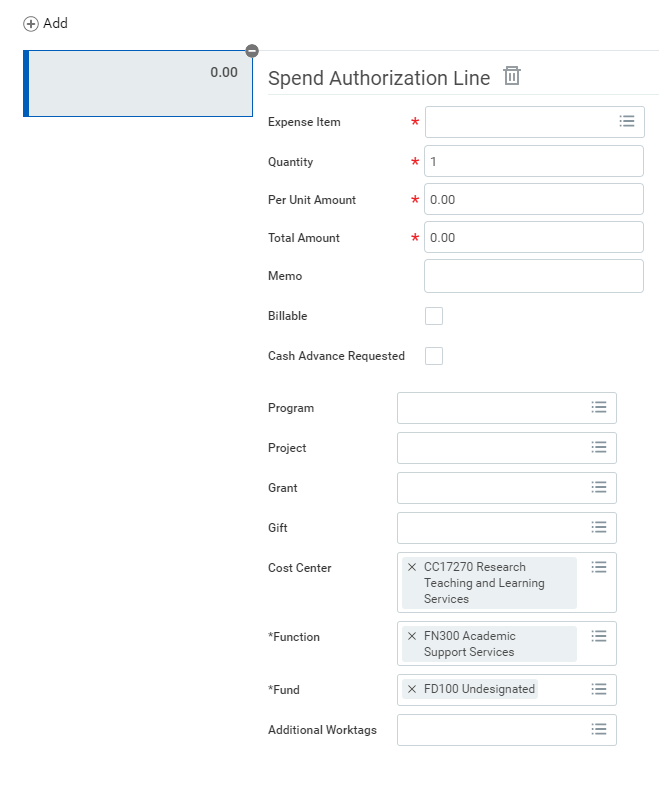 Add
0.00
Spend Authorization Line
Expense Item *
Quantity * 1
Per Unit Amount * 0.00
Total Amount * 0.00
Memo
Billable
Cash Advance Requested
Program
Project
Grant
Gift
Cost Center × CC17270 Research
Teaching and Learning
Services
*Function × FN300 Academic
Support Services
*Fund × FD100 Undesignated
Additional Worktags